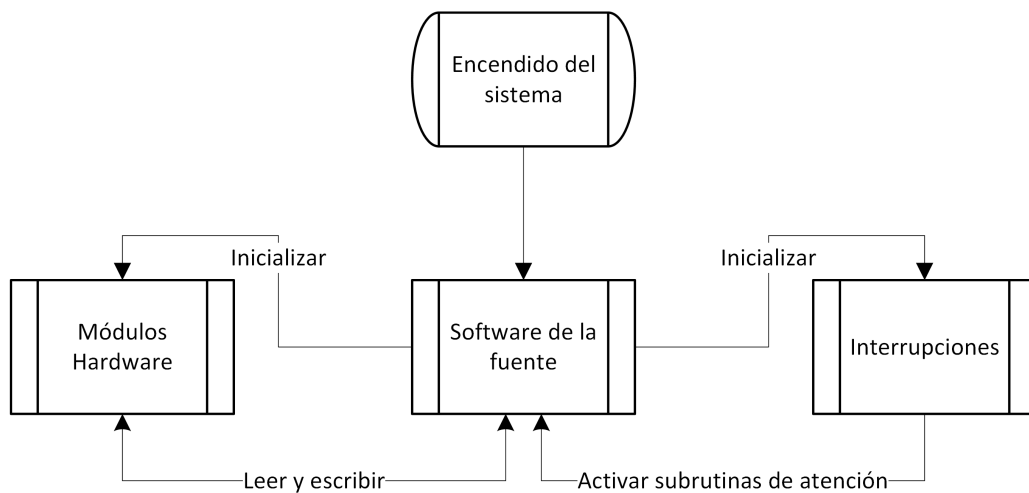 Encendido del
sistema
Inicializar
Inicializar
Módulos
Hardware
Software de la
fuente
Interrupciones
Leer y escribir
Activar subrutinas de atención